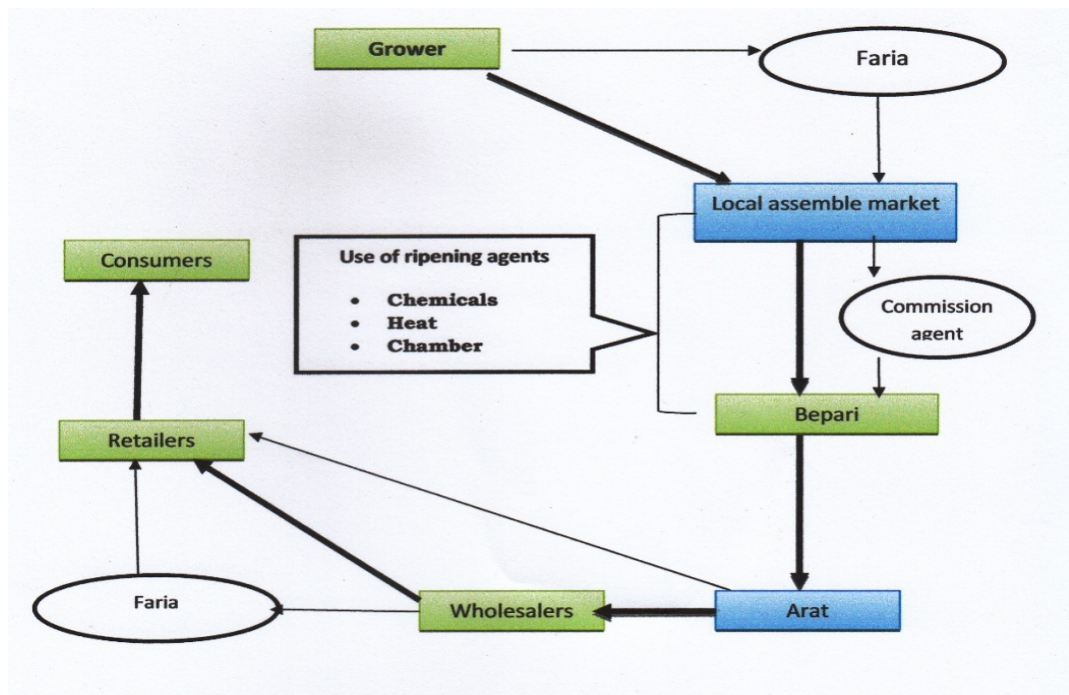 Grower
Faria
Local assemble market
Use of ripening agents
• Chemicals
• Heat
• Chamber
Consumers
Commission
agent
Bepari
Retailers
Faria
Wholesalers
Arat